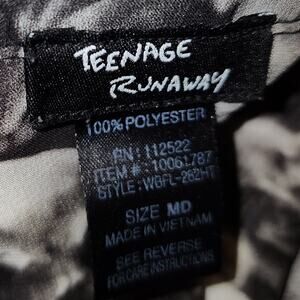 TEENAGE
RUNAWAY
100% POLYESTER
RN: 112522
ITEM #: 10061787
STYLE: WBFL-262HT
SIZE MD
MADE IN VIETNAM
SEE REVERSE
FOR CARE INSTRUCTIONS